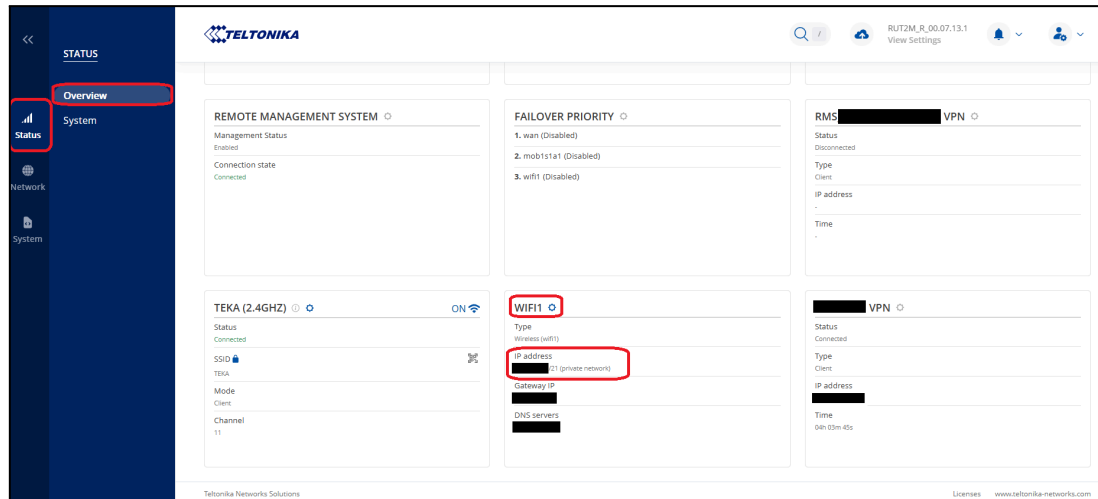 TELTONIKA
/
RUT2M_R_00.07.13.1
View Settings
STATUS
Overview
System
Status
Network
System
REMOTE MANAGEMENT SYSTEM
Management Status
Enabled
Connection state
Connected
FAILOVER PRIORITY
1. wan (Disabled)
2. mob1s1a1 (Disabled)
3. wifi1 (Disabled)
RMS VPN
Status
Disconnected
Type
Client
IP address
-
Time
-
TEKA (2.4GHZ) ON
Status
Connected
SSID
TEKA
Mode
Client
Channel
11
WIFI1
Type
Wireless (wifi1)
IP address
/21 (private network)
Gateway IP
DNS servers
VPN
Status
Connected
Type
Client
IP address
Time
04h 03m 45s
Teltonika Networks Solutions
Licenses www.teltonika-networks.com